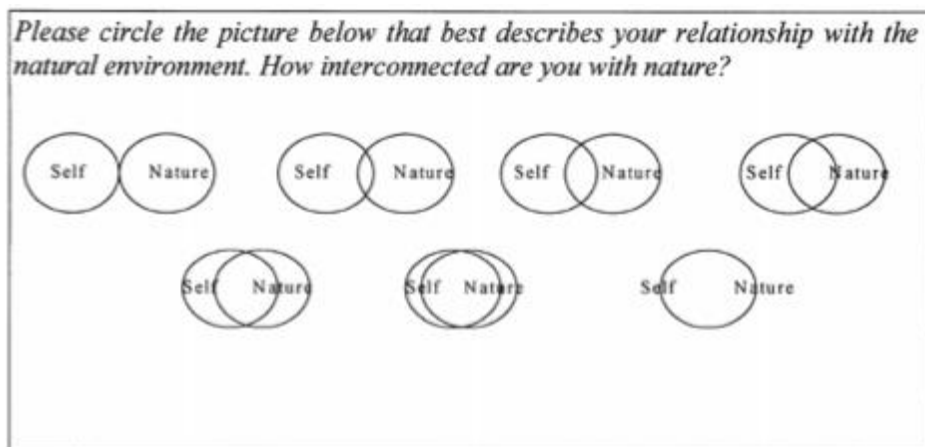 Please circle the picture below that best describes your relationship with the
natural environment. How interconnected are you with nature?
Self Nature Self Nature Self Nature Self Nature
Self Nature Self Nature Self Nature